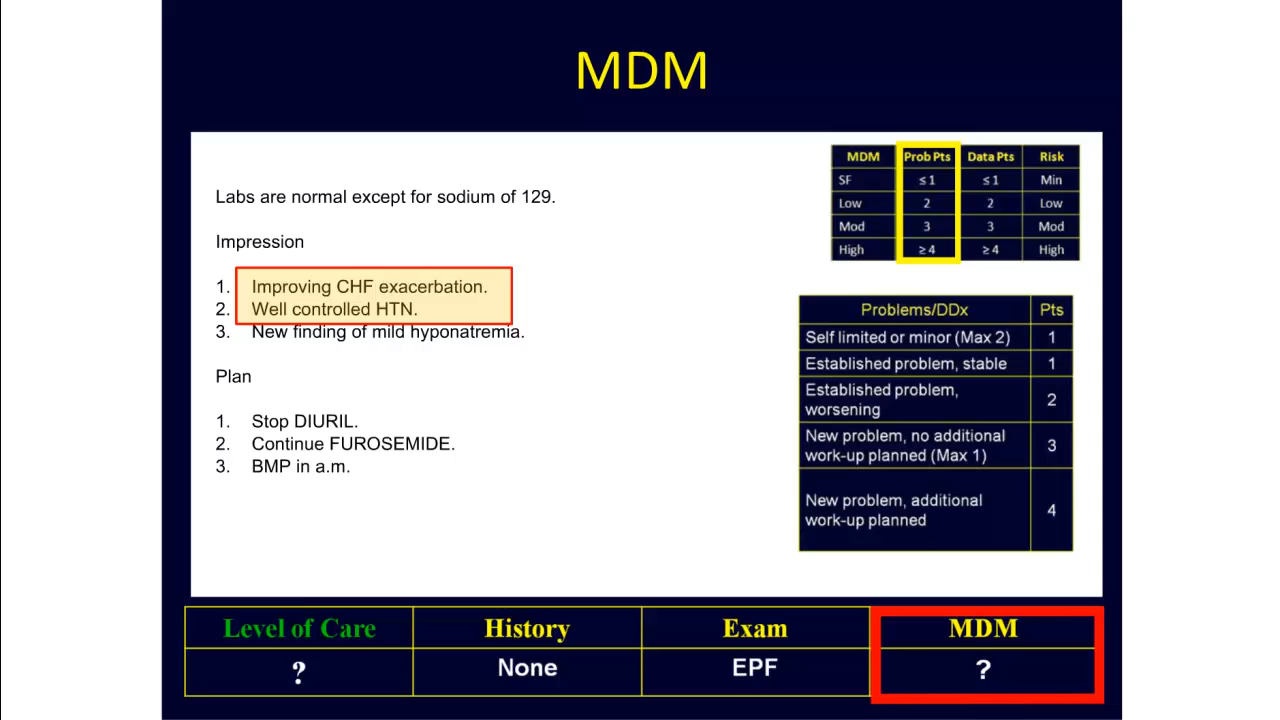 MDM
Labs are normal except for sodium of 129.
Impression
1. Improving CHF exacerbation.
2. Well controlled HTN.
3. New finding of mild hyponatremia.
Plan
1. Stop DIURIL.
2. Continue FUROSEMIDE.
3. BMP in a.m.
MDM Prob Pts Data Pts Risk
SF ≤ 1 ≤ 1 Min
Low 2 2 Low
Mod 3 3 Mod
High ≥ 4 ≥ 4 High
Problems/DDx Pts
Self limited or minor (Max 2) 1
Established problem, stable 1
Established problem,
worsening 2
New problem, no additional
work-up planned (Max 1) 3
New problem, additional
work-up planned 4
Level of Care History Exam MDM
? None EPF ?